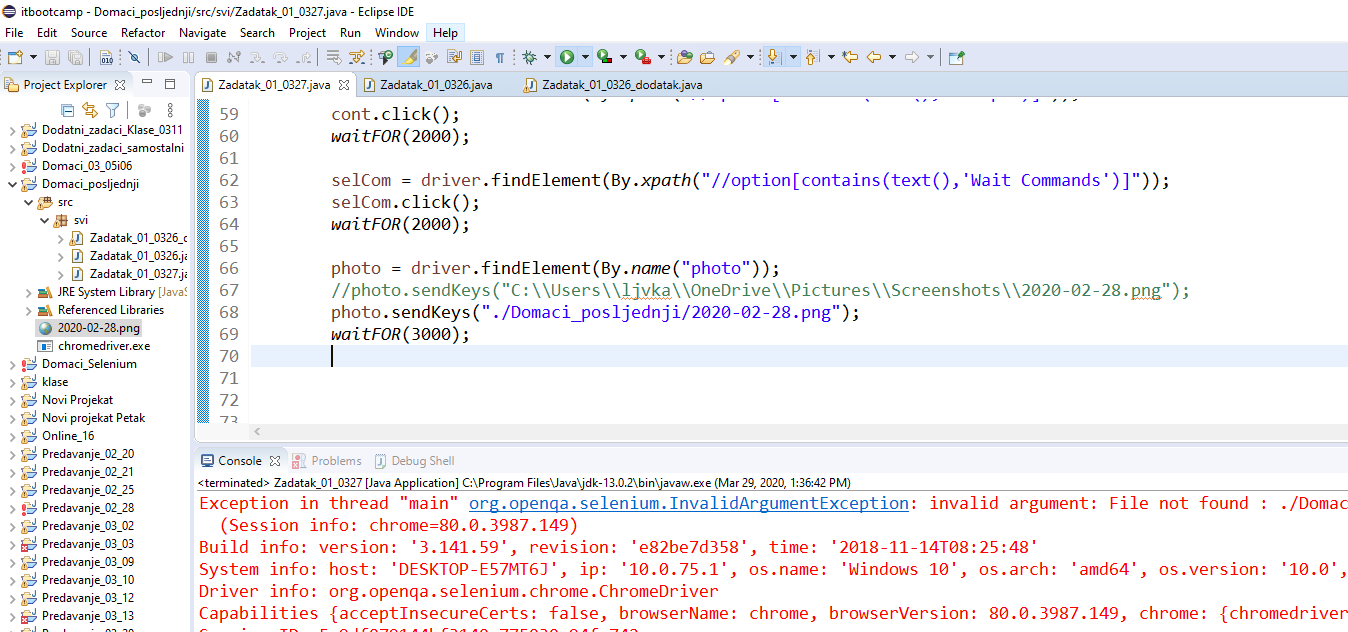 itbootcamp - Domaci_posljednji/src/svi/Zadatak_01_0327.java - Eclipse IDE
File Edit Source Refactor Navigate Search Project Run Window Help
Project Explorer
Dodatni_zadaci_Klase_0311
Dodatni_zadaci_samostalni
Domaci_03_05i06
Domaci_posljednji
src
svi
Zadatak_01_0326_d
Zadatak_01_0326.ja
Zadatak_01_0327.ja
JRE System Library [JavaS
Referenced Libraries
2020-02-28.png
chromedriver.exe
Domaci_Selenium
klase
Novi Projekat
Novi projekat Petak
Online_16
Predavanje_02_20
Predavanje_02_21
Predavanje_02_25
Predavanje_02_28
Predavanje_03_02
Predavanje_03_03
Predavanje_03_09
Predavanje_03_10
Predavanje_03_12
Predavanje_03_13
Zadatak_01_0327.java Zadatak_01_0326.java Zadatak_01_0326_dodatak.java
59 cont.click();
60 waitFOR(2000);
61
62 selCom = driver.findElement(By.xpath("//option[contains(text(),'Wait Commands')]"));
63 selCom.click();
64 waitFOR(2000);
65
66 photo = driver.findElement(By.name("photo"));
67 //photo.sendKeys("C:\\Users\\ljvka\\OneDrive\\Pictures\\Screenshots\\2020-02-28.png");
68 photo.sendKeys("./Domaci_posljednji/2020-02-28.png");
69 waitFOR(3000);
70
71
72
73
Console Problems Debug Shell
<terminated> Zadatak_01_0327 [Java Application] C:\Program Files\Java\jdk-13.0.2\bin\javaw.exe (Mar 29, 2020, 1:36:42 PM)
Exception in thread "main" org.openqa.selenium.InvalidArgumentException: invalid argument: File not found : ./Domac
(Session info: chrome=80.0.3987.149)
Build info: version: '3.141.59', revision: 'e82be7d358', time: '2018-11-14T08:25:48'
System info: host: 'DESKTOP-E57MT6J', ip: '10.0.75.1', os.name: 'Windows 10', os.arch: 'amd64', os.version: '10.0',
Driver info: org.openqa.selenium.chrome.ChromeDriver
Capabilities {acceptInsecureCerts: false, browserName: chrome, browserVersion: 80.0.3987.149, chrome: {chromedriver